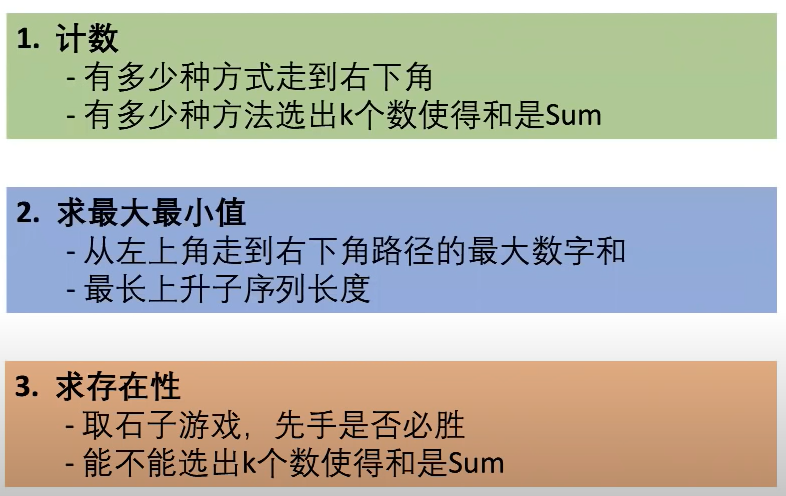 1. 计数
- 有多少种方式走到右下角
- 有多少种方法选出k个数使得和是Sum
2. 求最大最小值
- 从左上角走到右下角路径的最大数字和
- 最长上升子序列长度
3. 求存在性
- 取石子游戏，先手是否必胜
- 能不能选出k个数使得和是Sum